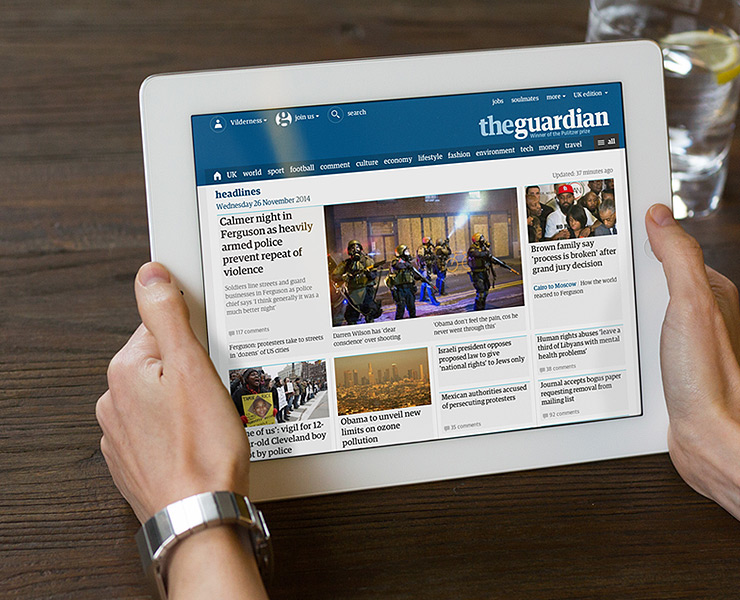 jobs soulmates more UK edition
Vilderness join us search
theguardian
Winner of the Pulitzer prize
UK world sport football comment culture economy lifestyle fashion environment tech money travel all
headlines
Wednesday 26 November 2014
Updated: 37 minutes ago
Calmer night in
Ferguson as heavily
armed police
prevent repeat of
violence
Soldiers line streets and guard
businesses in Ferguson as police
chief says 'I think generally it was a
much better night'
117 comments
Ferguson: protesters take to streets
in 'dozens' of US cities
Darren Wilson has 'clear
conscience' over shooting
'Obama don't feel the pain, cos he
never went through this'
Brown family say
'process is broken' after
grand jury decision
Cairo to Moscow | How the world
reacted to Ferguson
ne of us': vigil for 12-
ar-old Cleveland boy
ot by police
Obama to unveil new
limits on ozone
pollution
Israeli president opposes
proposed law to give
'national rights' to Jews only
Mexican authorities accused
of persecuting protesters
35 comments
Human rights abuses 'leave a
third of Libyans with mental
health problems'
38 comments
Journal accepts bogus paper
requesting removal from
mailing list
92 comments